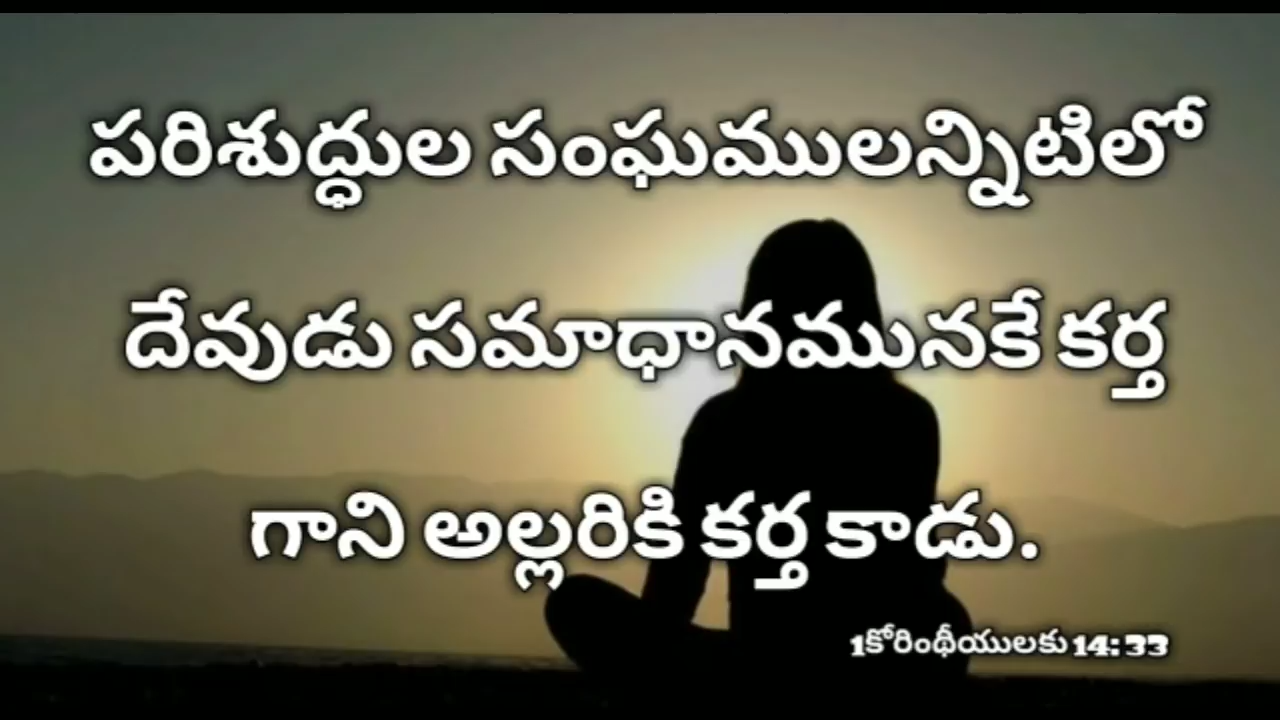 పరిశుద్ధుల సంఘములన్నిటిలో
దేవుడు సమాధానమునకే కర్త
గాని అల్లరికి కర్త కాడు.
1కోరింథీయులకు 14: 33